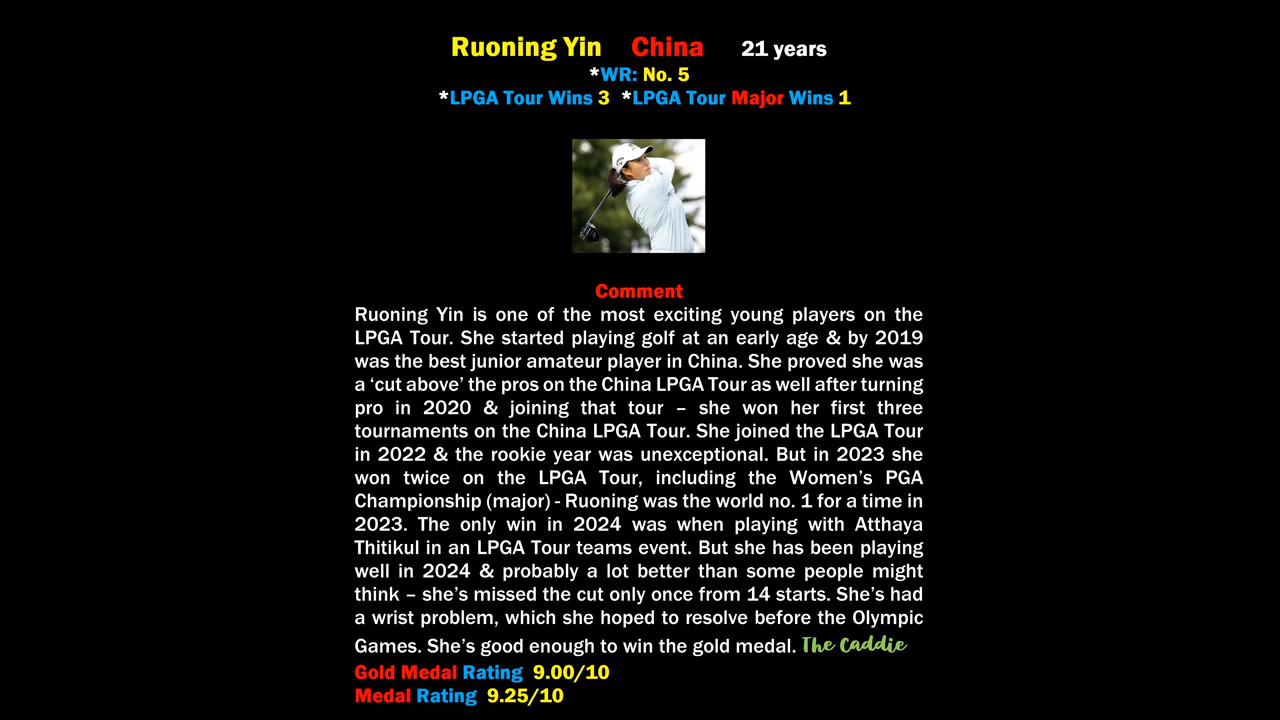 Ruoning Yin China 21 years
*WR: No. 5
*LPGA Tour Wins 3 *LPGA Tour Major Wins 1
Comment
Ruoning Yin is one of the most exciting young players on the
LPGA Tour. She started playing golf at an early age & by 2019
was the best junior amateur player in China. She proved she was
a ‘cut above’ the pros on the China LPGA Tour as well after turning
pro in 2020 & joining that tour – she won her first three
tournaments on the China LPGA Tour. She joined the LPGA Tour
in 2022 & the rookie year was unexceptional. But in 2023 she
won twice on the LPGA Tour, including the Women’s PGA
Championship (major) - Ruoning was the world no. 1 for a time in
2023. The only win in 2024 was when playing with Atthaya
Thitikul in an LPGA Tour teams event. But she has been playing
well in 2024 & probably a lot better than some people might
think – she’s missed the cut only once from 14 starts. She’s had
a wrist problem, which she hoped to resolve before the Olympic
Games. She’s good enough to win the gold medal. The Caddie
Gold Medal Rating 9.00/10
Medal Rating 9.25/10